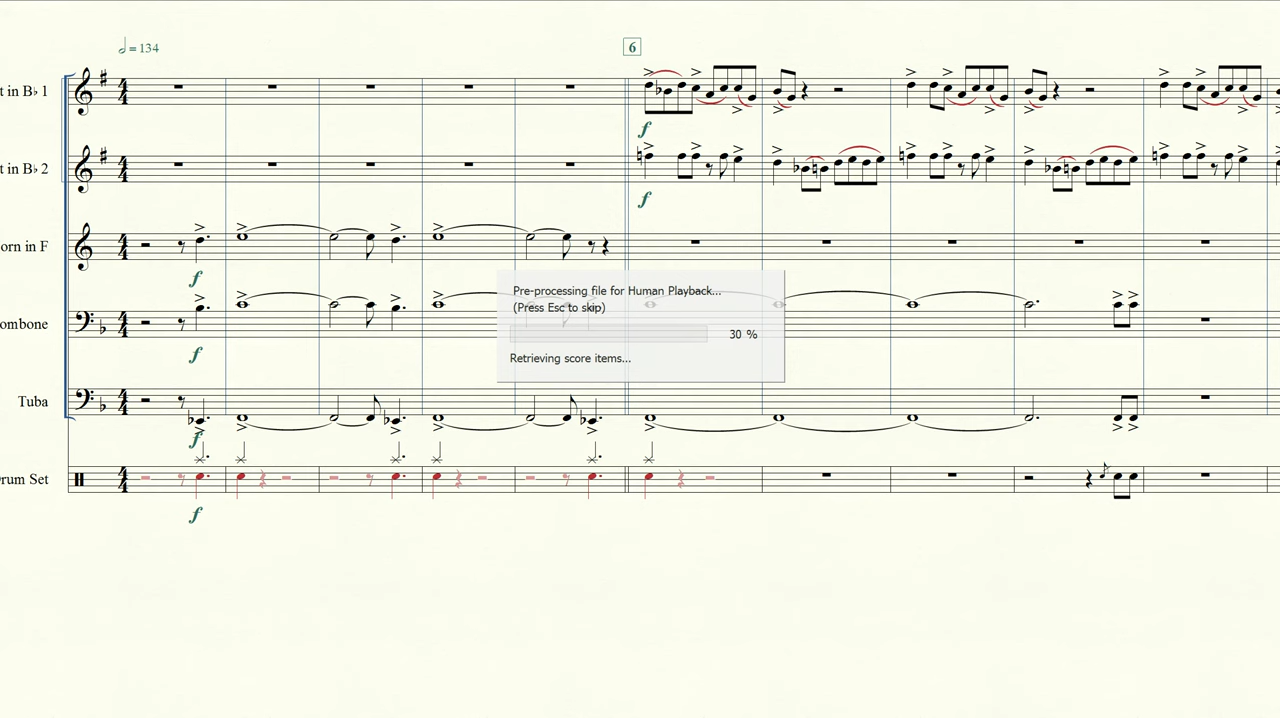 = 134
6
t in B♭ 1
f
t in B♭ 2
f
orn in F
f
Pre-processing file for Human Playback...
(Press Esc to skip)
ombone
30 %
f
Retrieving score items...
Tuba
f
rum Set
f